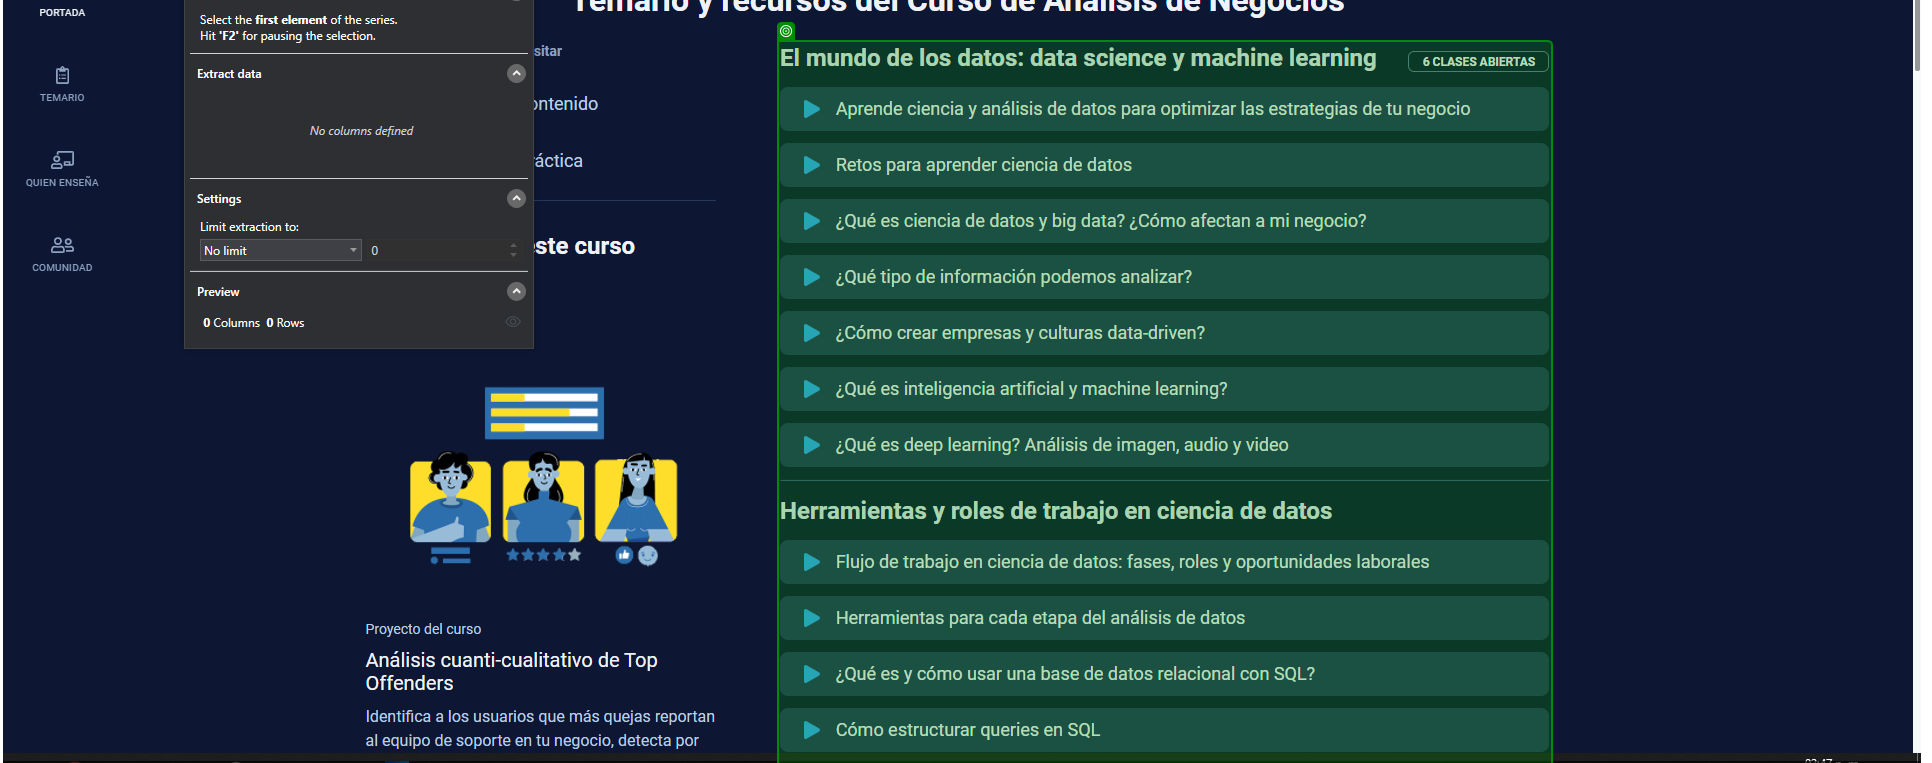 PORTADA
TEMARIO
QUIEN ENSEÑA
COMUNIDAD
Select the first element of the series.
Hit 'F2' for pausing the selection.
Extract data
No columns defined
Settings
Limit extraction to:
No limit
0
Preview
0 Columns 0 Rows
Temario y recursos del Curso de Análisis de Negocios
sitar
ontenido
ráctica
este curso
Proyecto del curso
Análisis cuanti-cualitativo de Top
Offenders
Identifica a los usuarios que más quejas reportan
al equipo de soporte en tu negocio, detecta por
El mundo de los datos: data science y machine learning
6 CLASES ABIERTAS
Aprende ciencia y análisis de datos para optimizar las estrategias de tu negocio
Retos para aprender ciencia de datos
¿Qué es ciencia de datos y big data? ¿Cómo afectan a mi negocio?
¿Qué tipo de información podemos analizar?
¿Cómo crear empresas y culturas data-driven?
¿Qué es inteligencia artificial y machine learning?
¿Qué es deep learning? Análisis de imagen, audio y video
Herramientas y roles de trabajo en ciencia de datos
Flujo de trabajo en ciencia de datos: fases, roles y oportunidades laborales
Herramientas para cada etapa del análisis de datos
¿Qué es y cómo usar una base de datos relacional con SQL?
Cómo estructurar queries en SQL